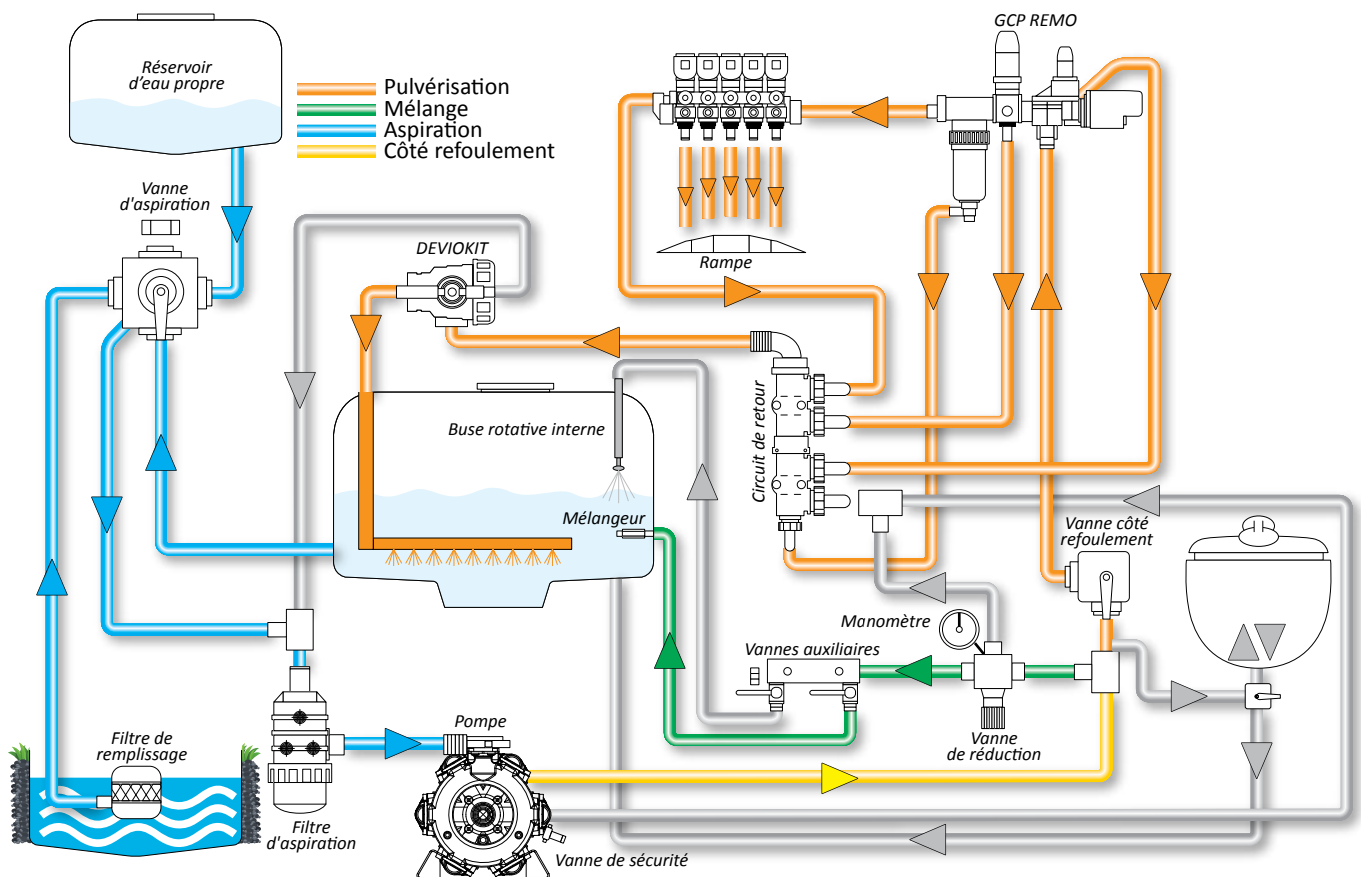 GCP REMO
Réservoir
d'eau propre
Pulvérisation
Mélange
Aspiration
Côté refoulement
Vanne
d'aspiration
DEVIOKIT
Rampe
Buse rotative interne
Circuit de retour
Mélangeur
Vanne côté
refoulement
Manomètre
Vannes auxiliaires
Pompe
Vanne
de réduction
Filtre de
remplissage
Filtre
d'aspiration
Vanne de sécurité